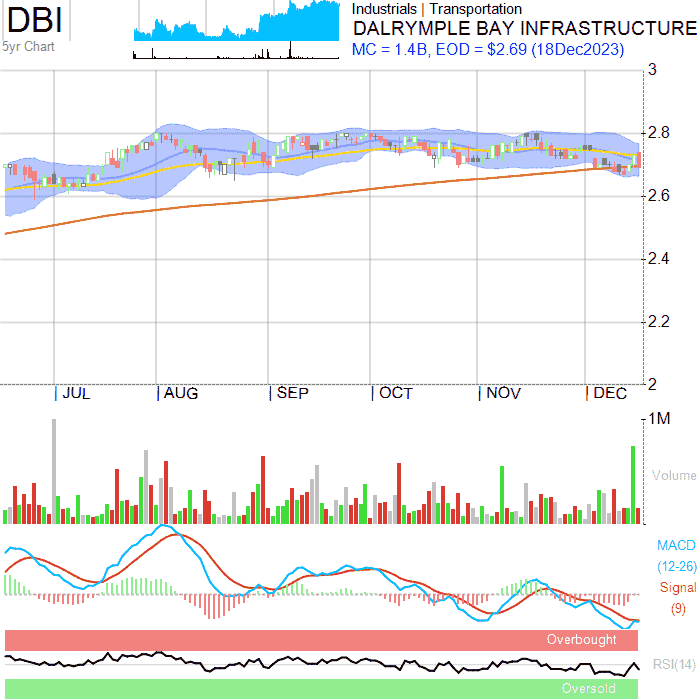 DBI
5yr Chart
Industrials | Transportation
DALRYMPLE BAY INFRASTRUCTURE
MC = 1.4B, EOD = $2.69 (18Dec2023)
3
2.8
2.6
2.4
2.2
2
JUL AUG SEP OCT NOV DEC
1M
Volume
MACD
(12-26)
Signal
(9)
Overbought
RSI(14)
Oversold